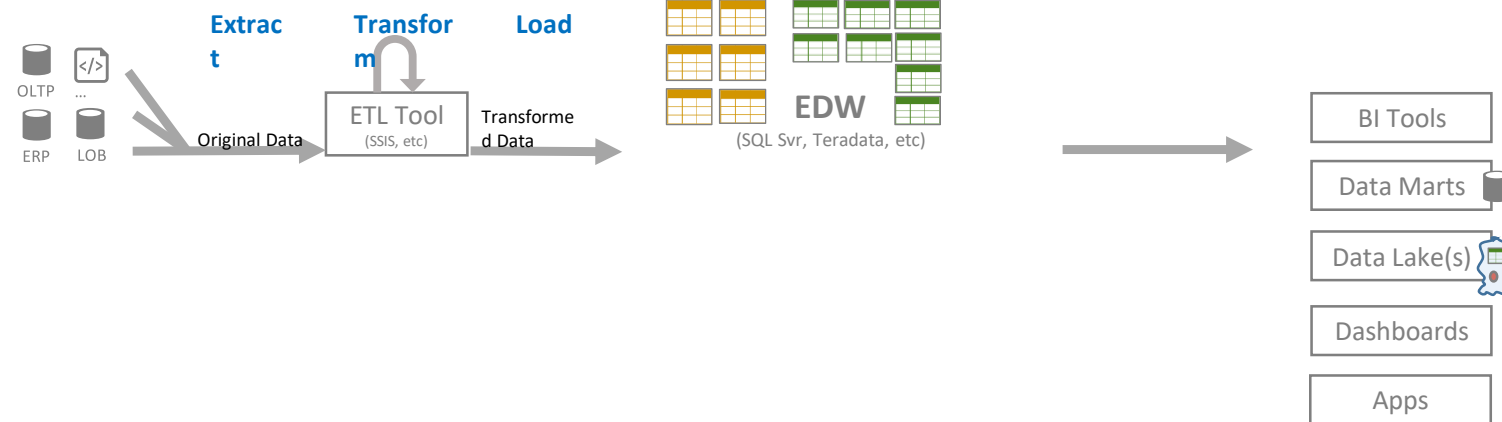 Extrac
t
Transfor
m
Load
OLTP
...
ERP
LOB
</>
Original Data
ETL Tool
(SSIS, etc)
Transforme
d Data
EDW
(SQL Svr, Teradata, etc)
BI Tools
Data Marts
Data Lake(s)
Dashboards
Apps